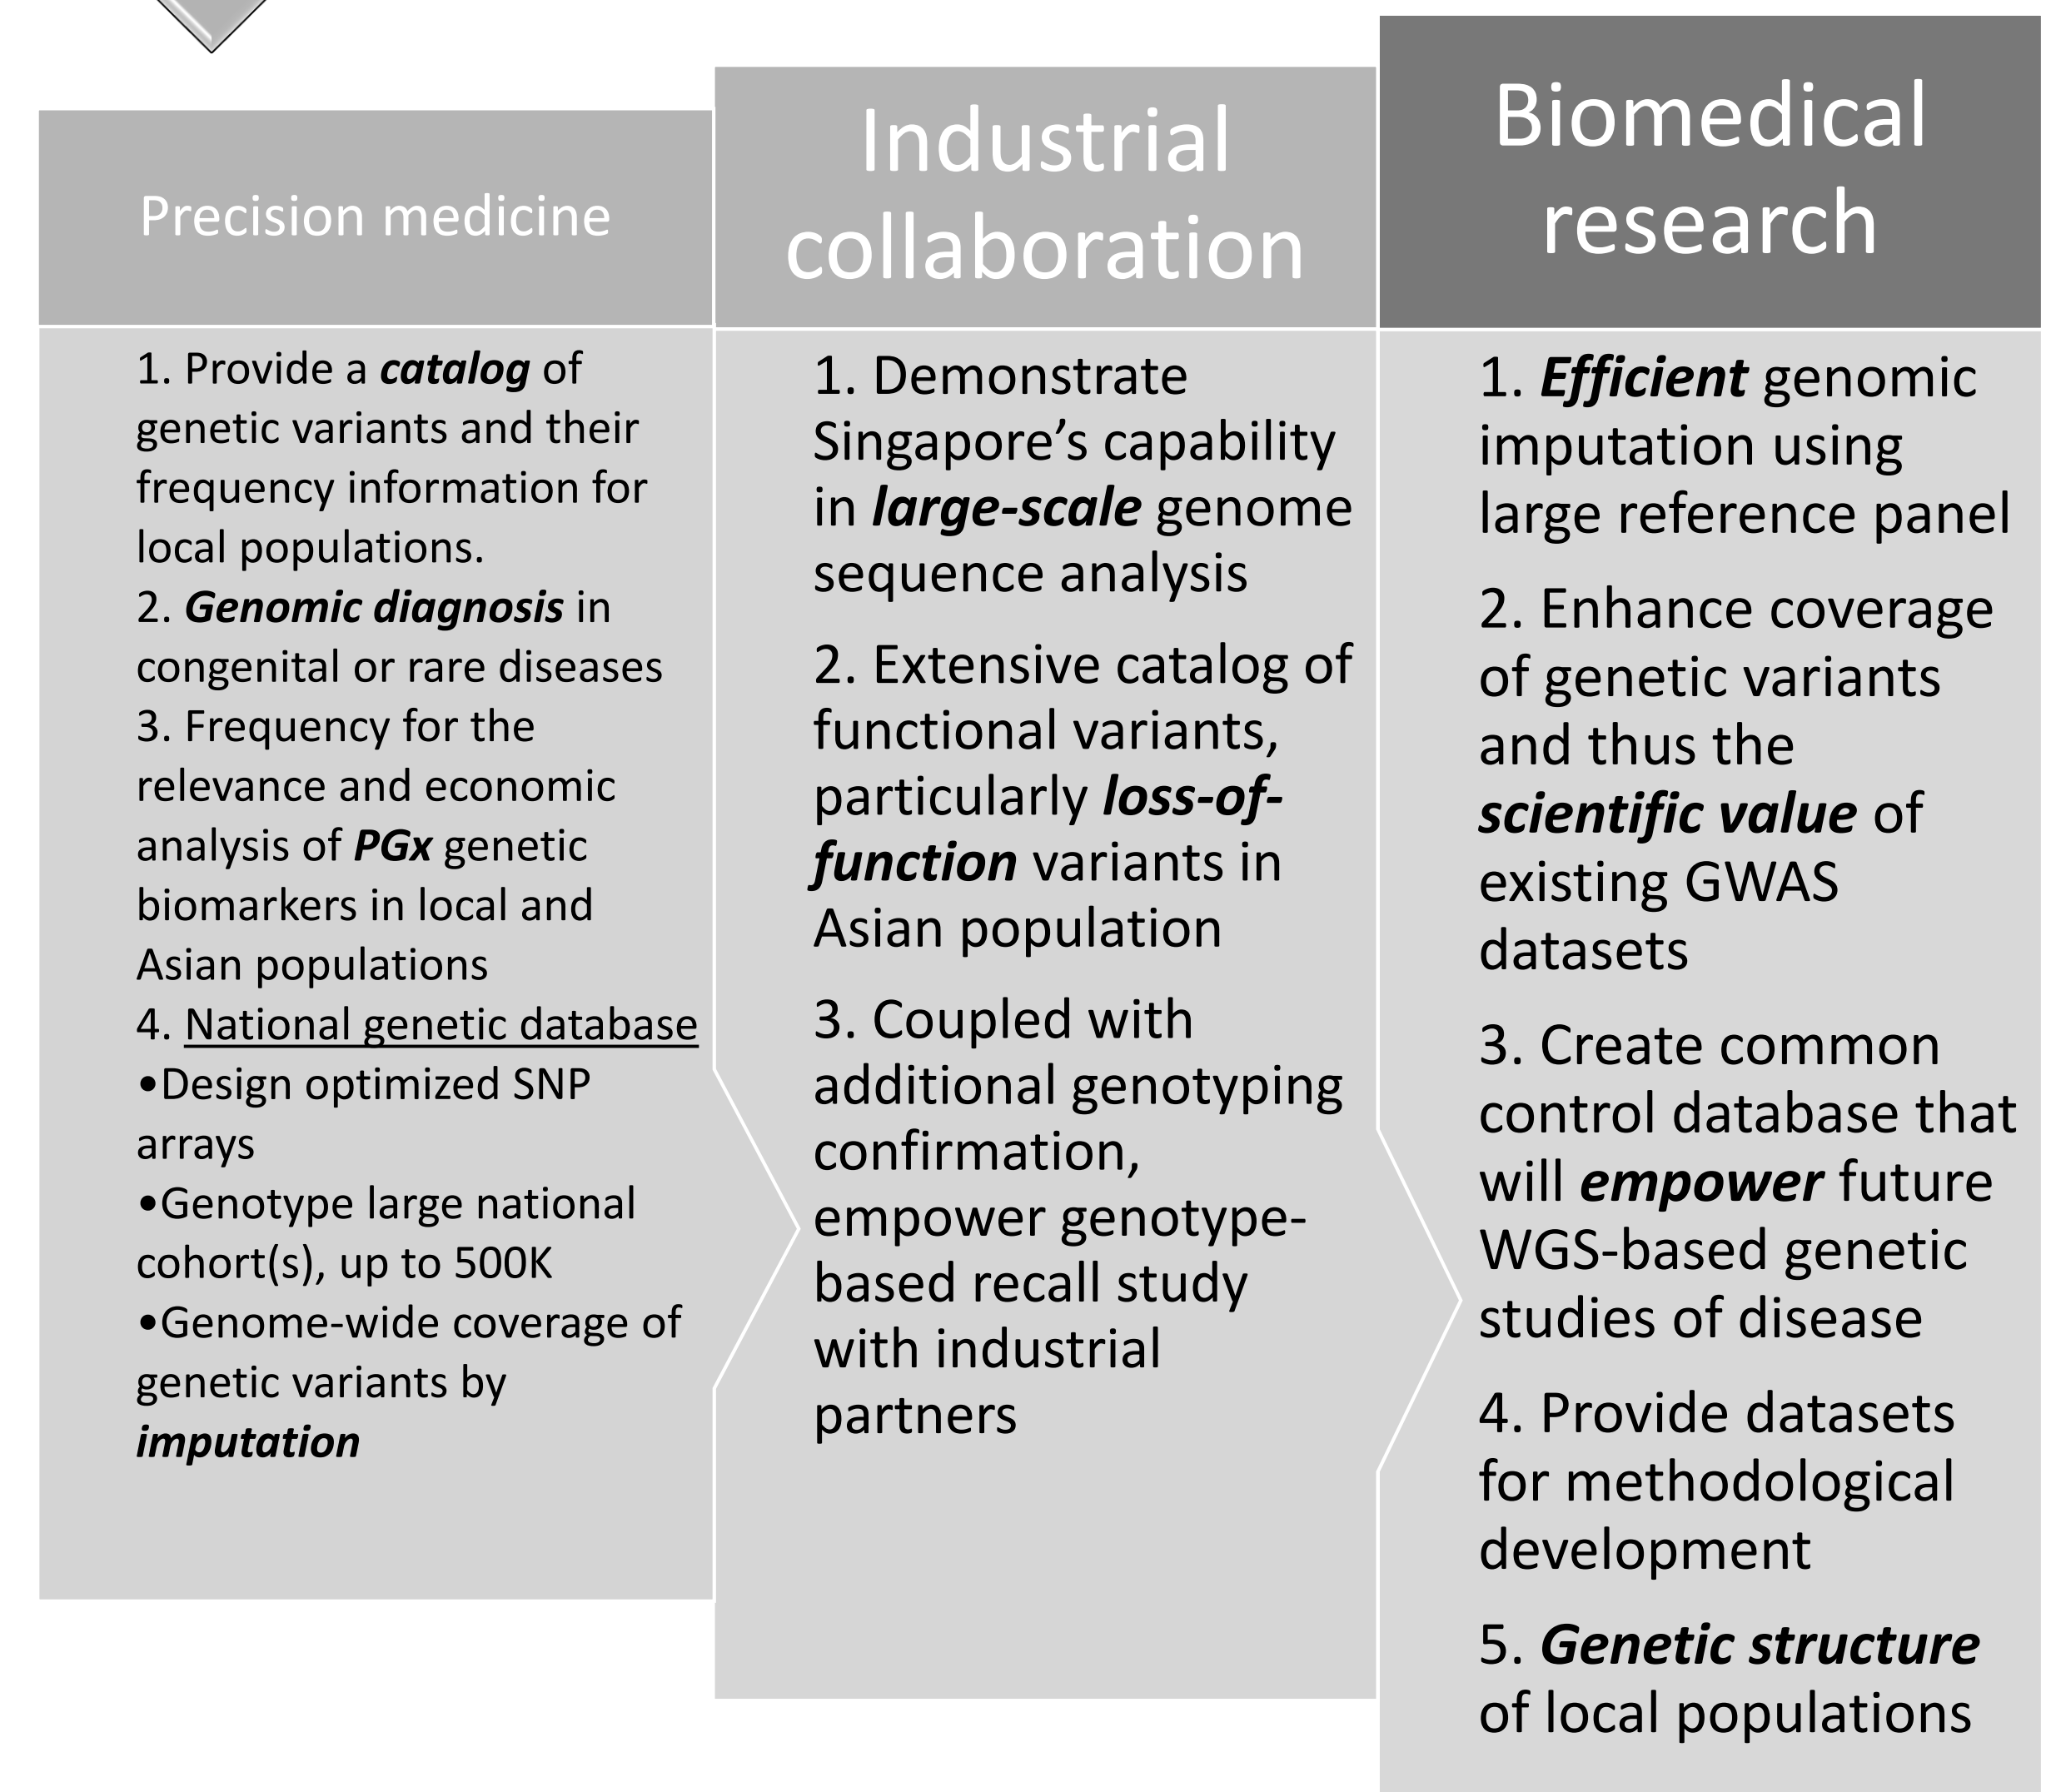 Precision medicine
1. Provide a catalog of
genetic variants and their
frequency information for
local populations.
2. Genomic diagnosis in
congenital or rare diseases
3. Frequency for the
relevance and economic
analysis of PGx genetic
biomarkers in local and
Asian populations
4. National genetic database
•Design optimized SNP
arrays
•Genotype large national
cohort(s), up to 500K
•Genome-wide coverage of
genetic variants by
imputation
Industrial
collaboration
1. Demonstrate
Singapore’s capability
in large-scale genome
sequence analysis
2. Extensive catalog of
functional variants,
particularly loss-of-
function variants in
Asian population
3. Coupled with
additional genotyping
confirmation,
empower genotype-
based recall study
with industrial
partners
Biomedical
research
1. Efficient genomic
imputation using
large reference panel
2. Enhance coverage
of genetic variants
and thus the
scientific value of
existing GWAS
datasets
3. Create common
control database that
will empower future
WGS-based genetic
studies of disease
4. Provide datasets
for methodological
development
5. Genetic structure
of local populations